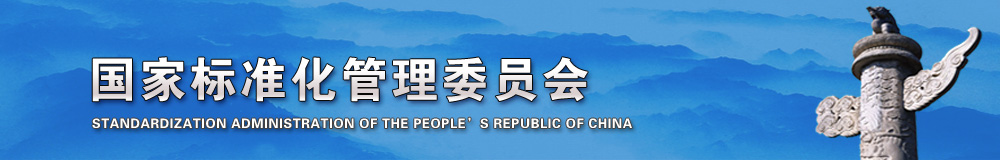 国家标准化管理委员会
STANDARDIZATION ADMINISTRATION OF THE PEOPLE’S REPUBLIC OF CHINA